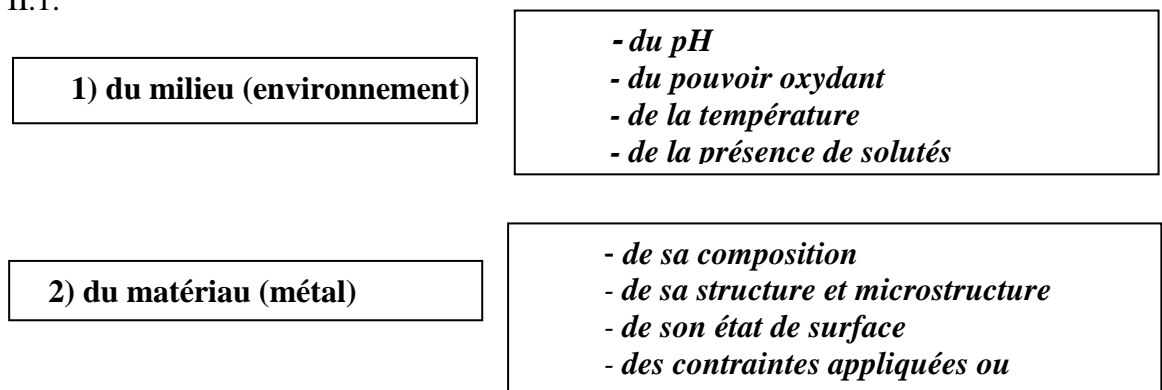 II.1.
1) du milieu (environnement)
- du pH
- du pouvoir oxydant
- de la température
- de la présence de solutés
2) du matériau (métal)
- de sa composition
- de sa structure et microstructure
- de son état de surface
- des contraintes appliquées ou